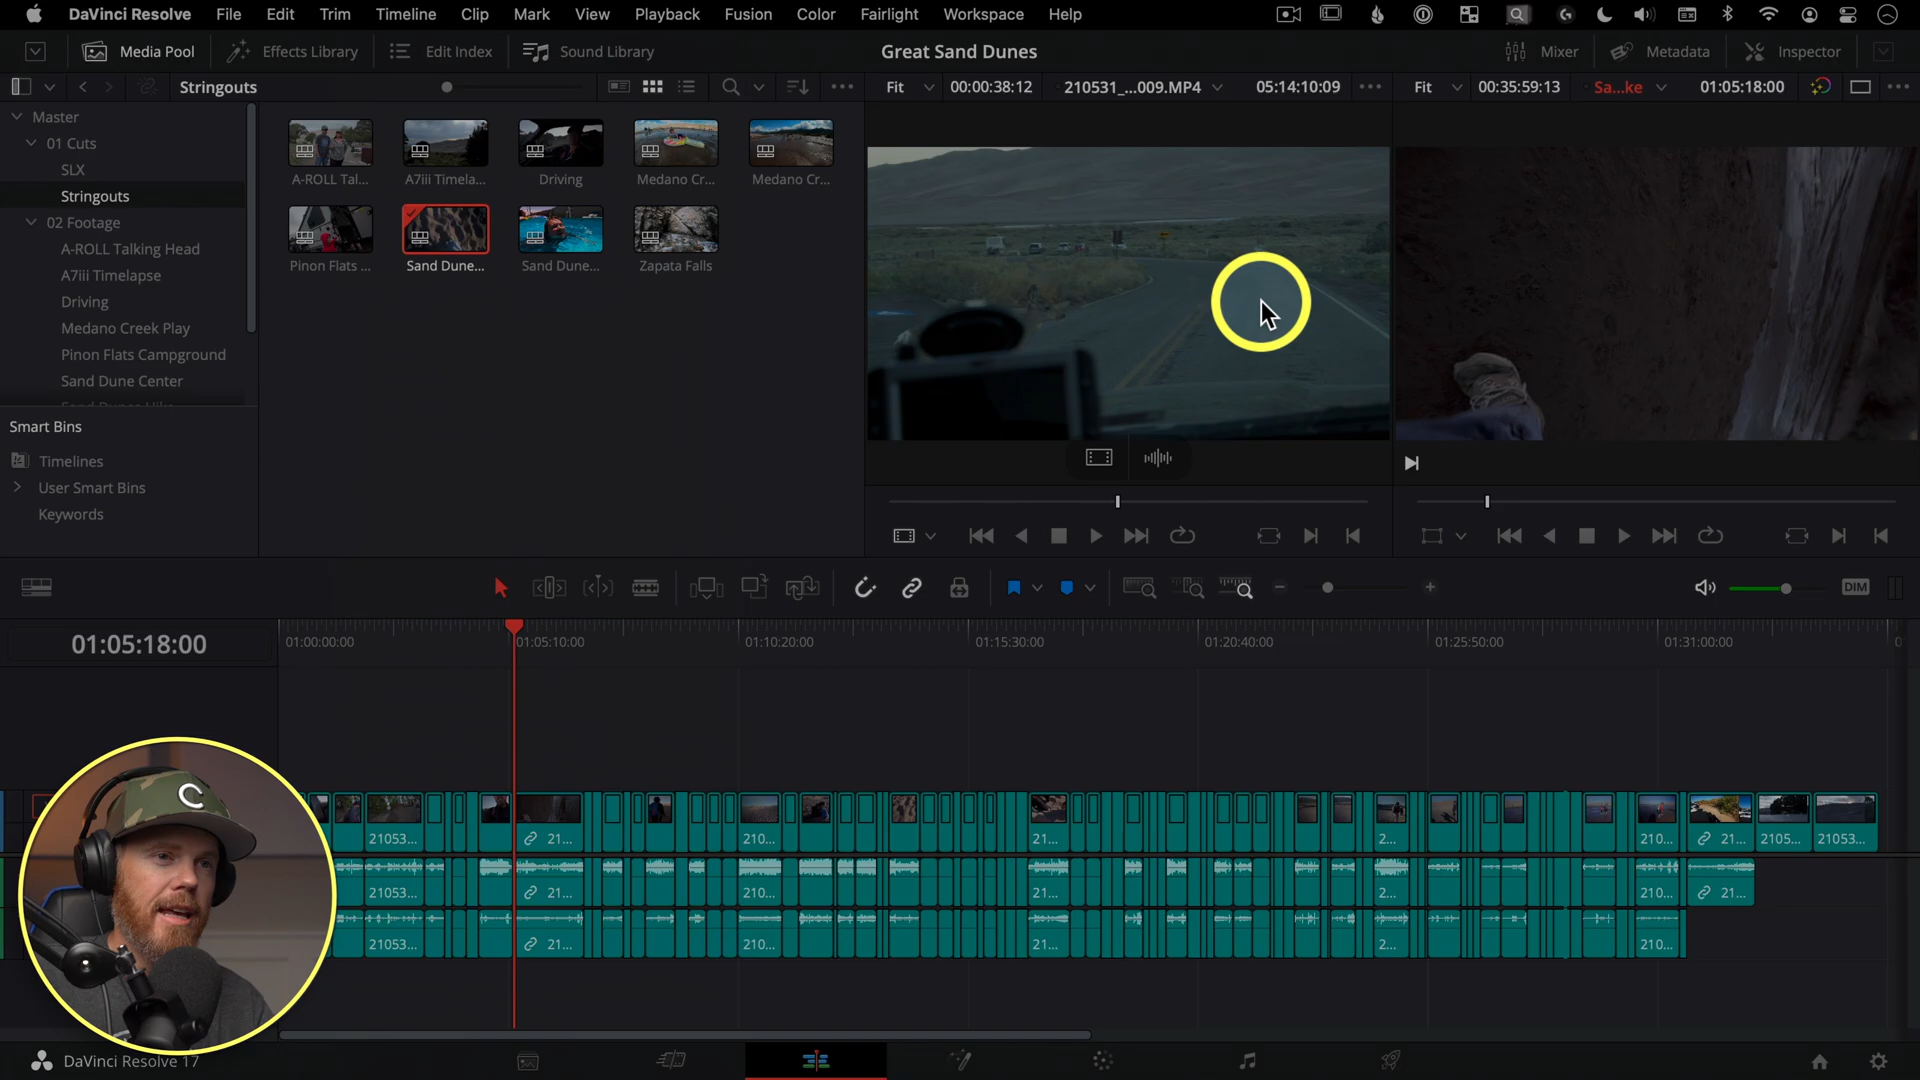 DaVinci Resolve File Edit Trim Timeline Clip Mark View Playback Fusion Color Fairlight Workspace Help
Media Pool Effects Library Edit Index Sound Library Great Sand Dunes Mixer Metadata Inspector
Stringouts Fit 00:00:38:12 210531_...009.MP4 05:14:10:09 Fit 00:35:59:13 Sa...ke 01:05:18:00
Master
01 Cuts
SLX
Stringouts
02 Footage
A-ROLL Talking Head
A7iii Timelapse
Driving
Medano Creek Play
Pinon Flats Campground
Sand Dune Center
A-ROLL Tal... A7iii Timela... Driving Medano Cr... Medano Cr...
Pinon Flats ... Sand Dune... Sand Dune... Zapata Falls
Smart Bins
Timelines
User Smart Bins
Keywords
DIM
01:05:18:00
01:00:00:00 01:05:10:00 01:10:20:00 01:15:30:00 01:20:40:00 01:25:50:00 01:31:00:00 0
21053... 21... 210... 21... 2... 210... 21... 2105... 21053...
21053... 21... 210... 21... 2... 210... 21...
21053... 21... 210... 21... 2... 210...
C
DaVinci Resolve 17